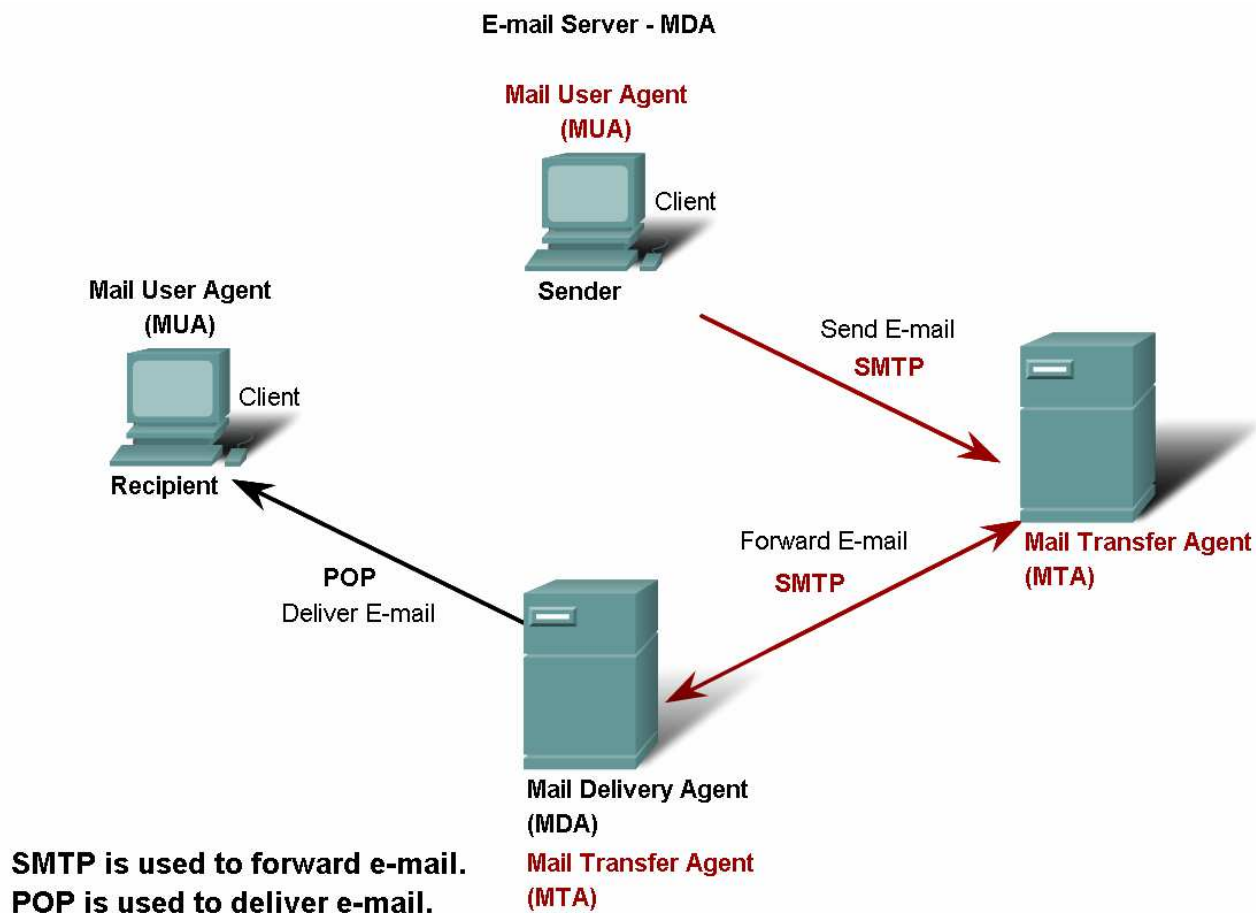 E-mail Server - MDA
Mail User Agent
(MUA)
Client
Sender
Mail User Agent
(MUA)
Client
Recipient
Send E-mail
SMTP
Forward E-mail
SMTP
Mail Transfer Agent
(MTA)
POP
Deliver E-mail
Mail Delivery Agent
(MDA)
Mail Transfer Agent
(MTA)
SMTP is used to forward e-mail.
POP is used to deliver e-mail.